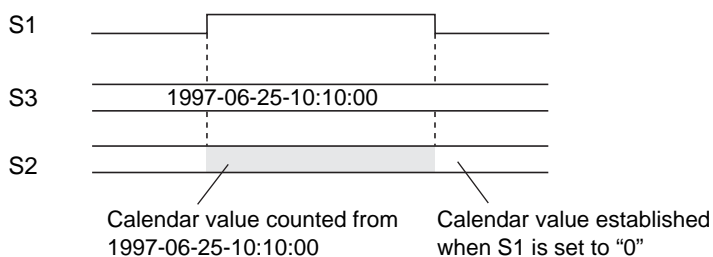 S1
S3
1997-06-25-10:10:00
S2
Calendar value counted from
1997-06-25-10:10:00
Calendar value established
when S1 is set to “0”